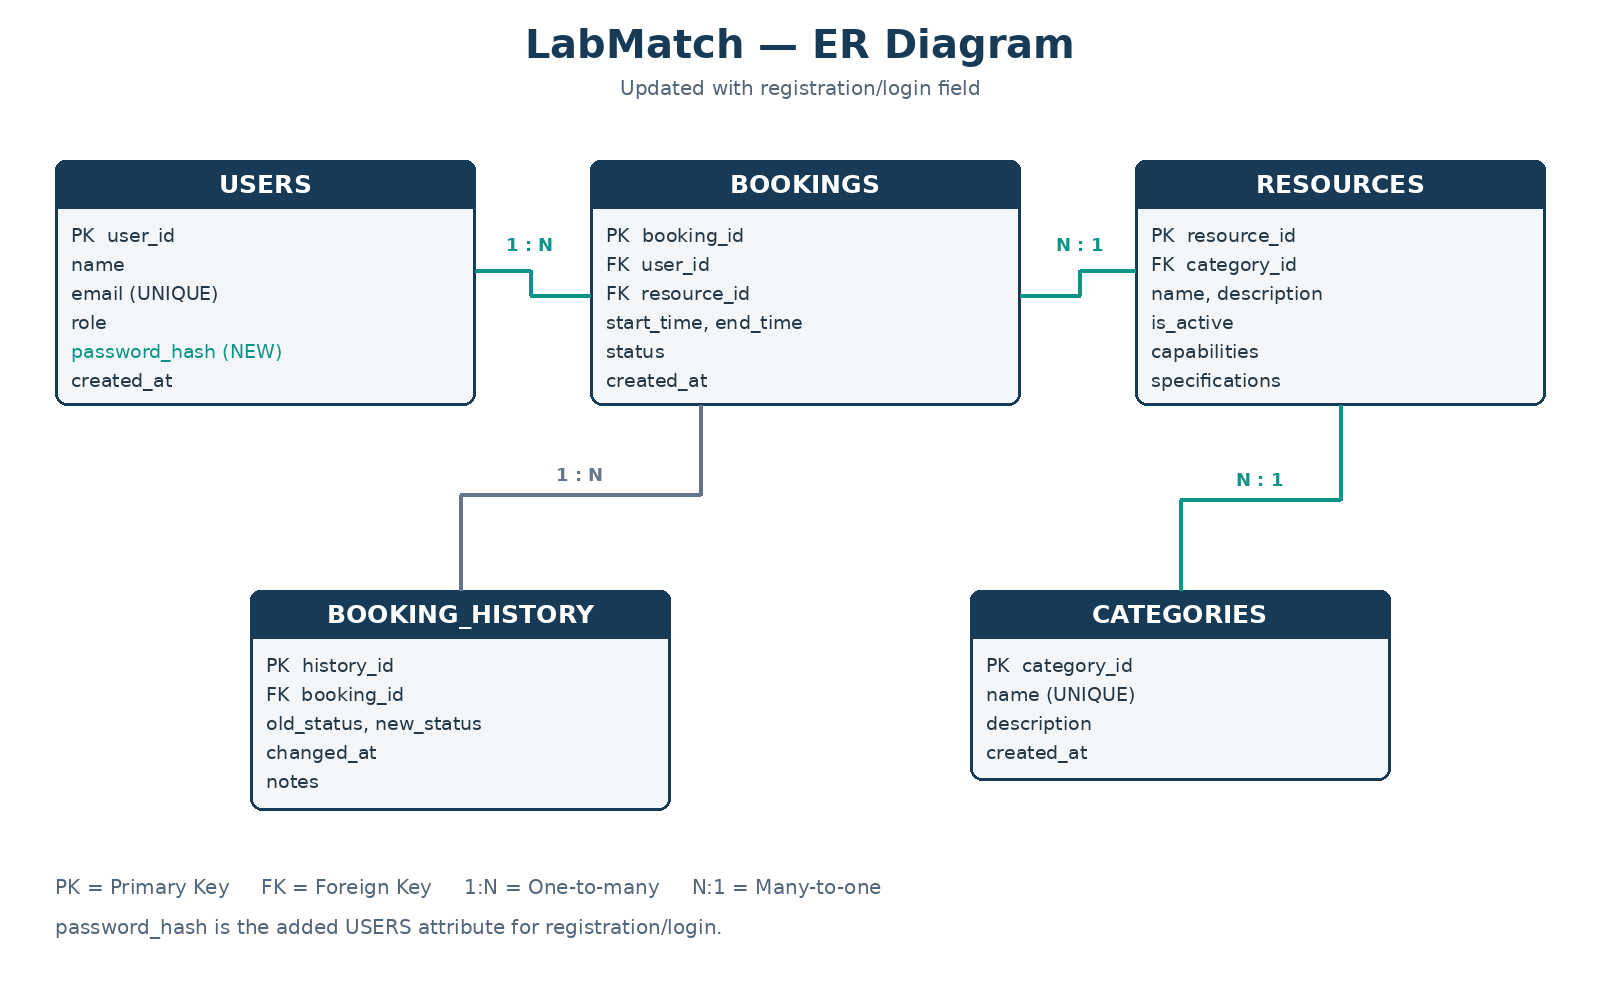 LabMatch — ER Diagram
Updated with registration/login field
USERS
PK user_id
name
email (UNIQUE)
role
password_hash (NEW)
created_at
1 : N
BOOKINGS
PK booking_id
FK user_id
FK resource_id
start_time, end_time
status
created_at
N : 1
RESOURCES
PK resource_id
FK category_id
name, description
is_active
capabilities
specifications
1 : N
N : 1
BOOKING_HISTORY
PK history_id
FK booking_id
old_status, new_status
changed_at
notes
CATEGORIES
PK category_id
name (UNIQUE)
description
created_at
PK = Primary Key FK = Foreign Key 1:N = One-to-many N:1 = Many-to-one
password_hash is the added USERS attribute for registration/login.